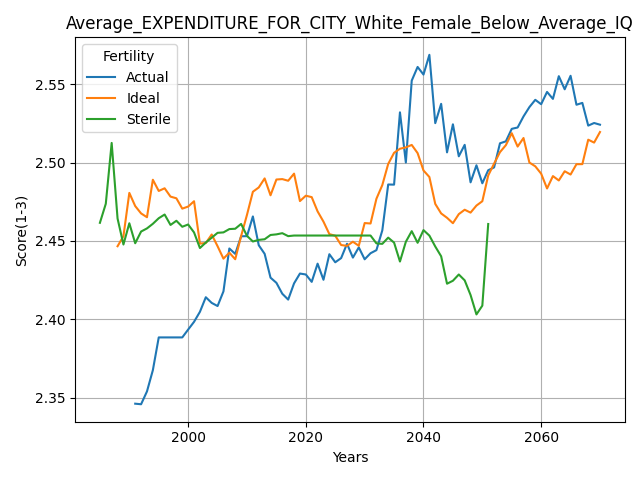 Average_EXPENDITURE_FOR_CITY_White_Female_Below_Average_IQ
Fertility
Actual
Ideal
Sterile
2.55
2.50
2.45
2.40
2.35
Score(1-3)
2000
2020
2040
2060
Years